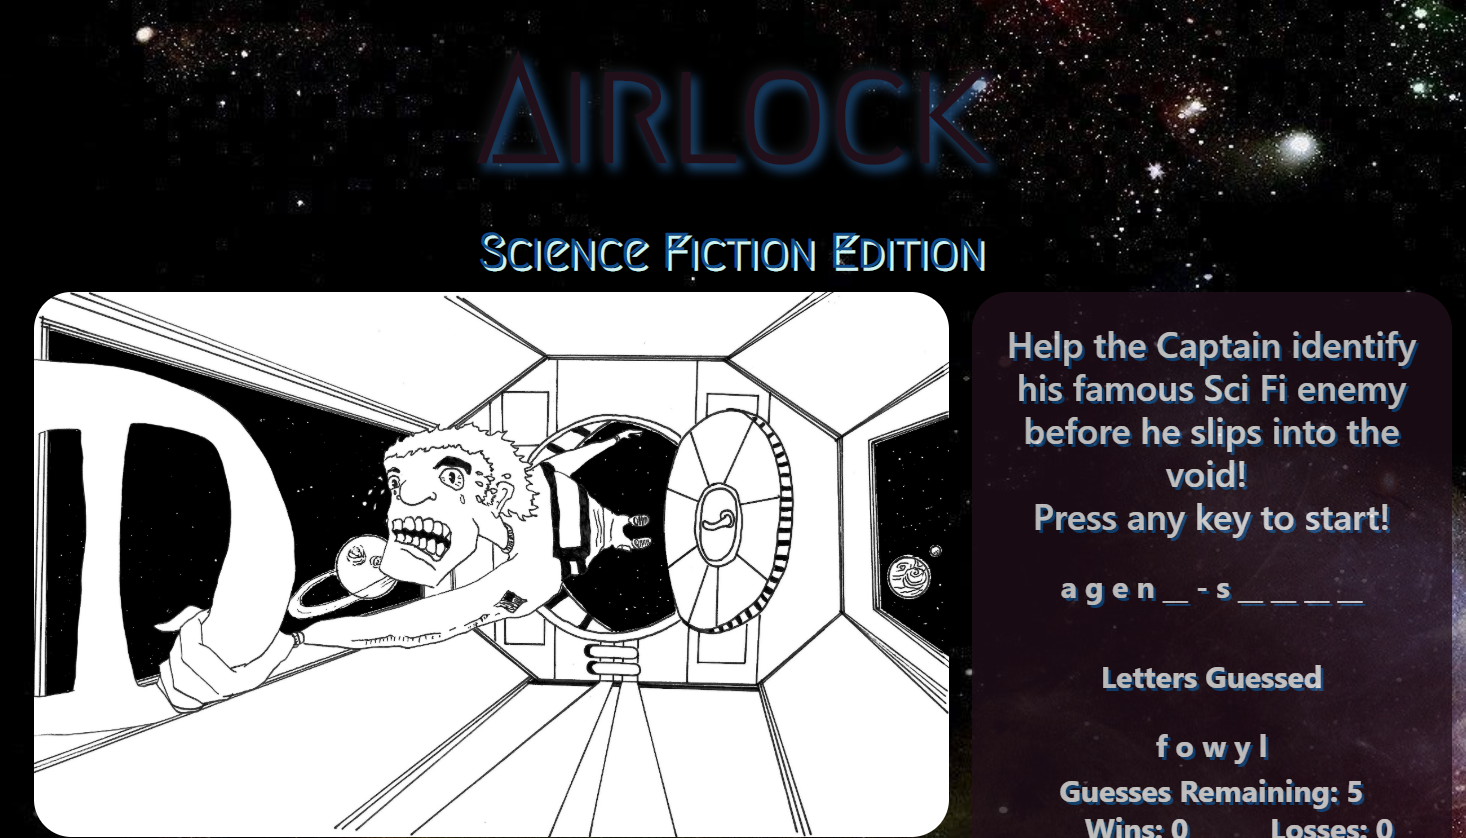 AIRLOCK
Science Fiction Edition
Help the Captain identify
his famous Sci Fi enemy
before he slips into the
void!
Press any key to start!
a g e n _ - s _ _ _ _
Letters Guessed
f o w y l
Guesses Remaining: 5
Wins: 0 Losses: 0